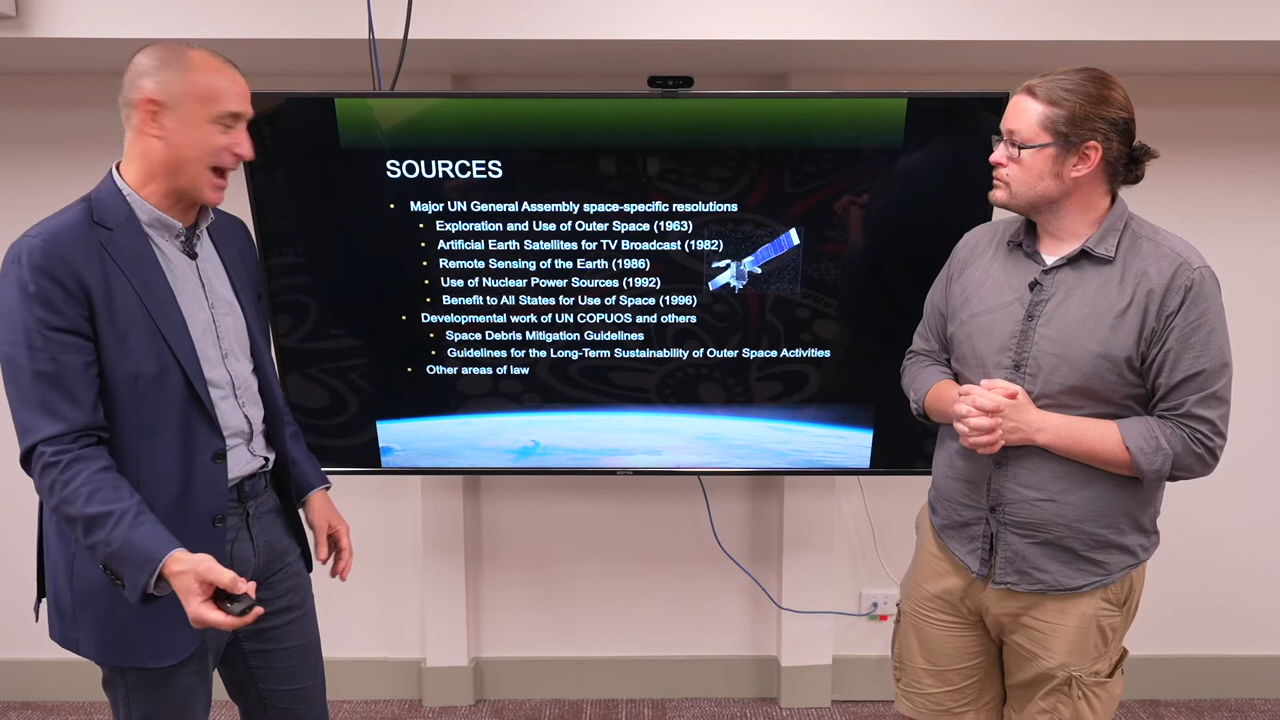 SOURCES
• Major UN General Assembly space-specific resolutions
• Exploration and Use of Outer Space (1963)
• Artificial Earth Satellites for TV Broadcast (1982)
• Remote Sensing of the Earth (1986)
• Use of Nuclear Power Sources (1992)
• Benefit to All States for Use of Space (1996)
• Developmental work of UN COPUOS and others
• Space Debris Mitigation Guidelines
• Guidelines for the Long-Term Sustainability of Outer Space Activities
• Other areas of law